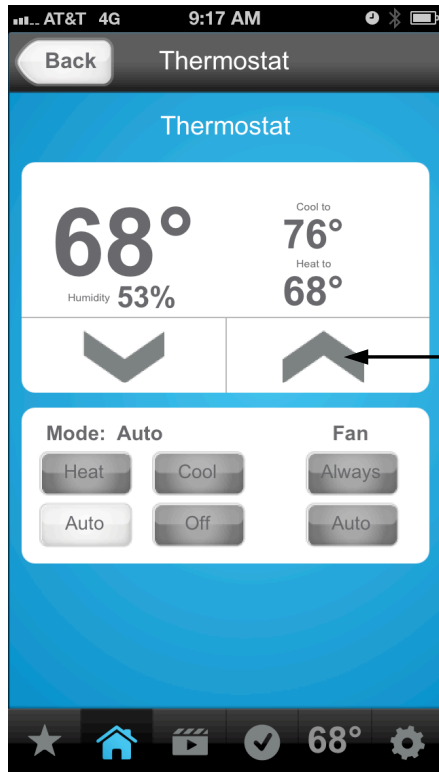 AT&T 4G 9:17 AM
Back Thermostat
Thermostat
68°
Humidity 53%
Cool to
76°
Heat to
68°
Mode: Auto Fan
Heat Cool Always
Auto Off Auto
68°